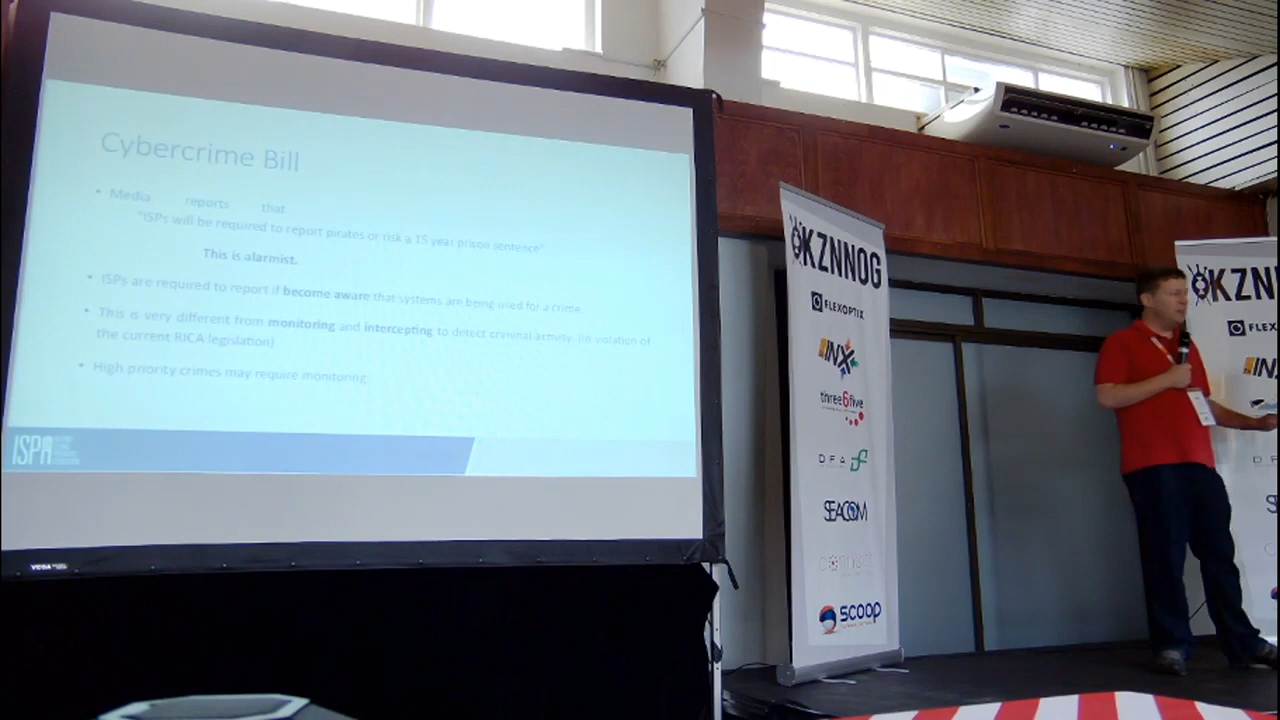 Cybercrime Bill
• Media reports that
"ISPs will be required to report pirates or risk a 15 year prison sentence"
This is alarmist.
• ISPs are required to report if become aware that systems are being used for a crime.
• This is very different from monitoring and intercepting to detect criminal activity. (in violation of
the current RICA legislation)
• High priority crimes may require monitoring.
ISPA
KZNNOG
FLEXOPTIX
INX
three6five
DFA
SEACOM
scoop
KZN
FLEX
IN
D F
S